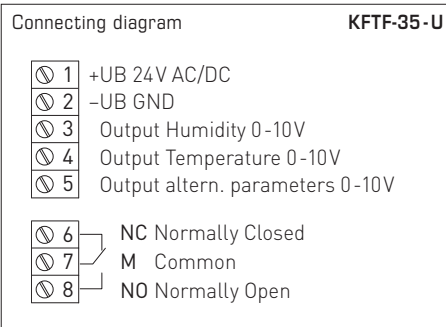 Connecting diagram KFTF-35-U
1 +UB 24V AC/DC
2 –UB GND
3 Output Humidity 0-10V
4 Output Temperature 0-10V
5 Output altern. parameters 0-10V
6 NC Normally Closed
7 M Common
8 NO Normally Open